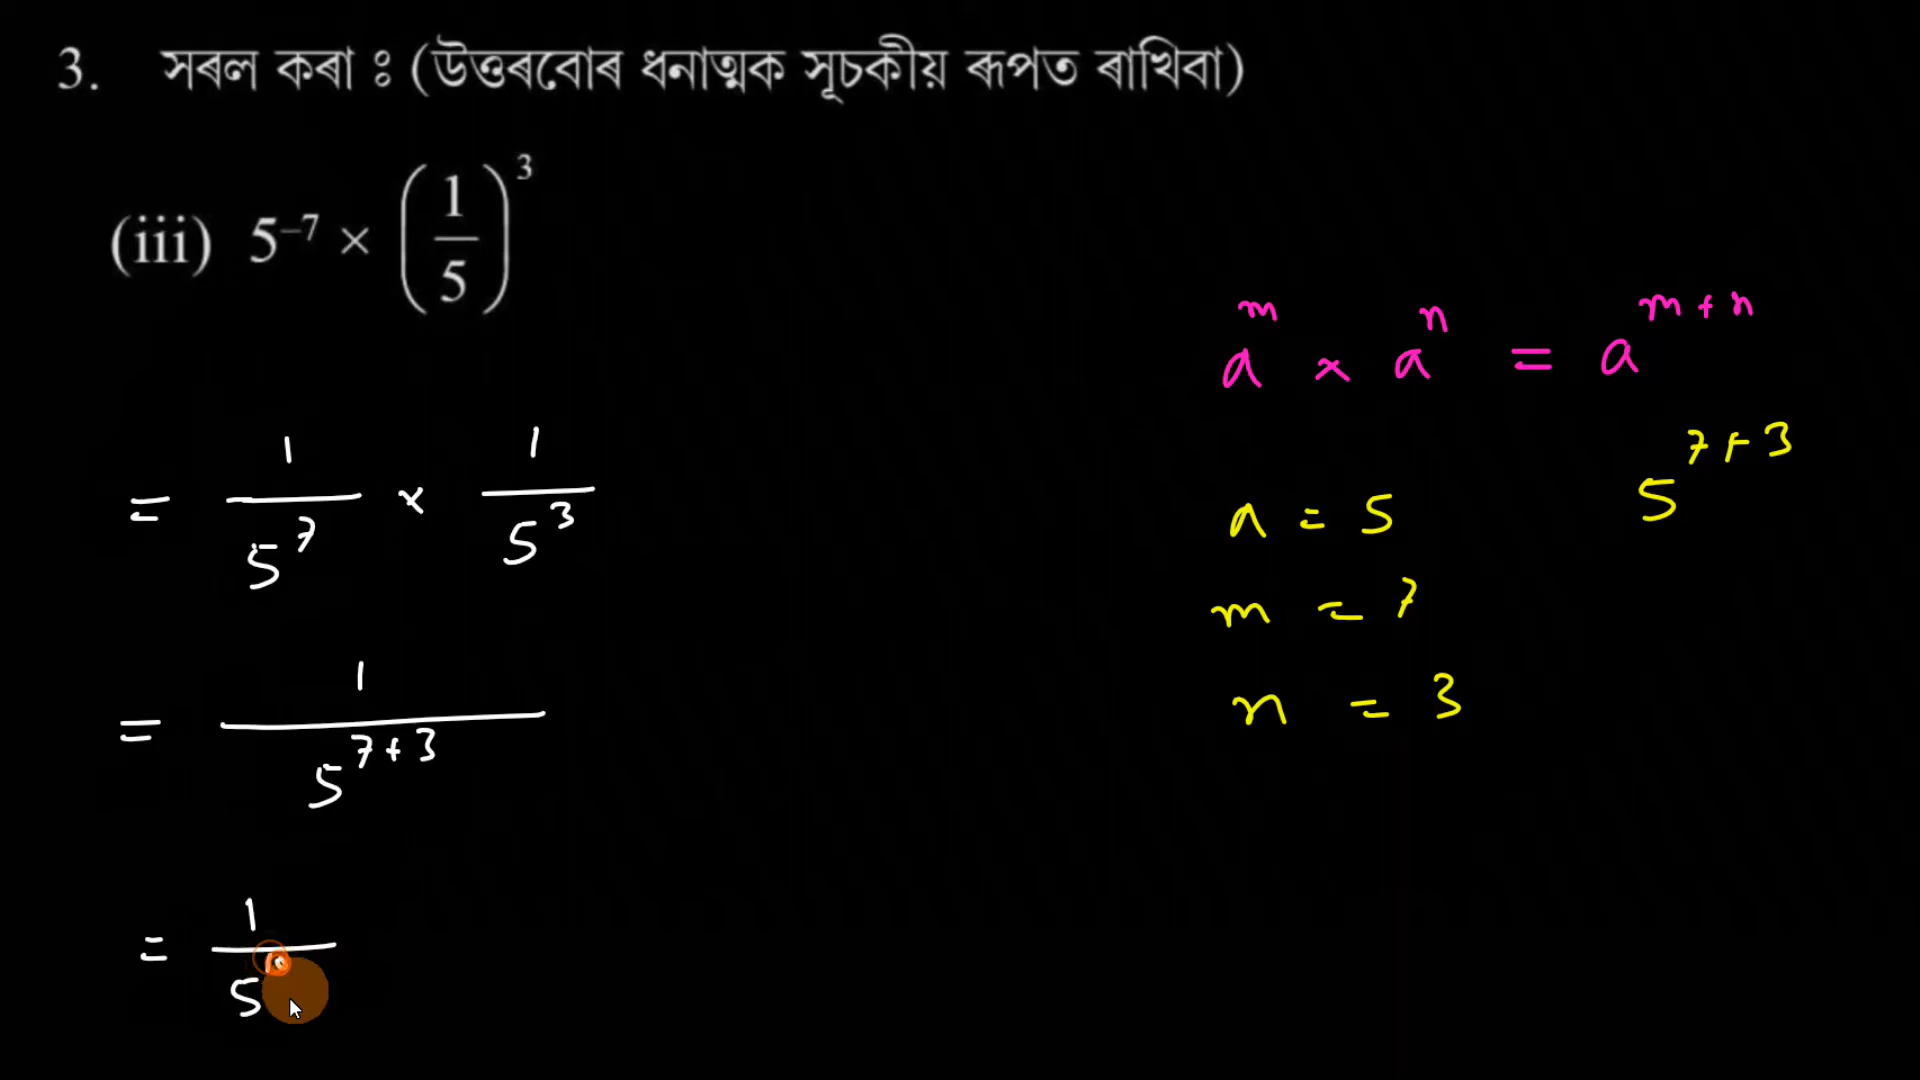 3. সৰল কৰা ঃ (উত্তৰবোৰ ধনাত্মক সূচকীয় ৰূপত ৰাখিবা)
(iii) 5⁻⁷ × (1/5)³
= 1/5⁷ × 1/5³
= 1/5⁷⁺³
= 1/5
aᵐ × aⁿ = aᵐ⁺ⁿ
a = 5
5⁷⁺³
m = 7
n = 3